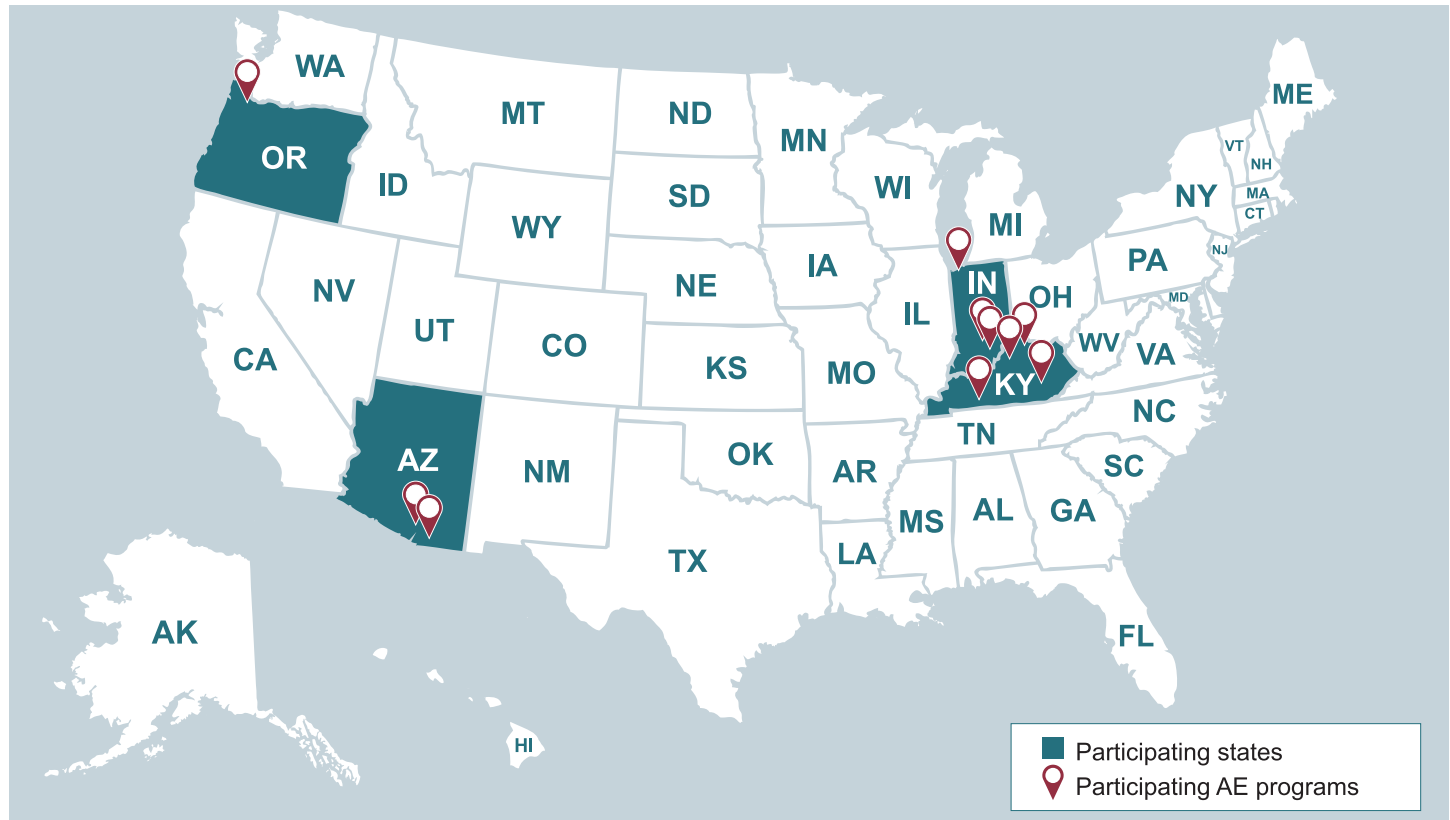 WA
MT
ND
MN
ME
OR
ID
SD
WI
VT
NH
WY
MI
NY
MA
CT
NV
NE
IA
PA
NJ
UT
CO
IL
IN
OH
MD
CA
KS
MO
WV
VA
KY
AZ
NM
OK
AR
TN
NC
SC
MS
AL
GA
TX
LA
AK
FL
HI
Participating states
Participating AE programs